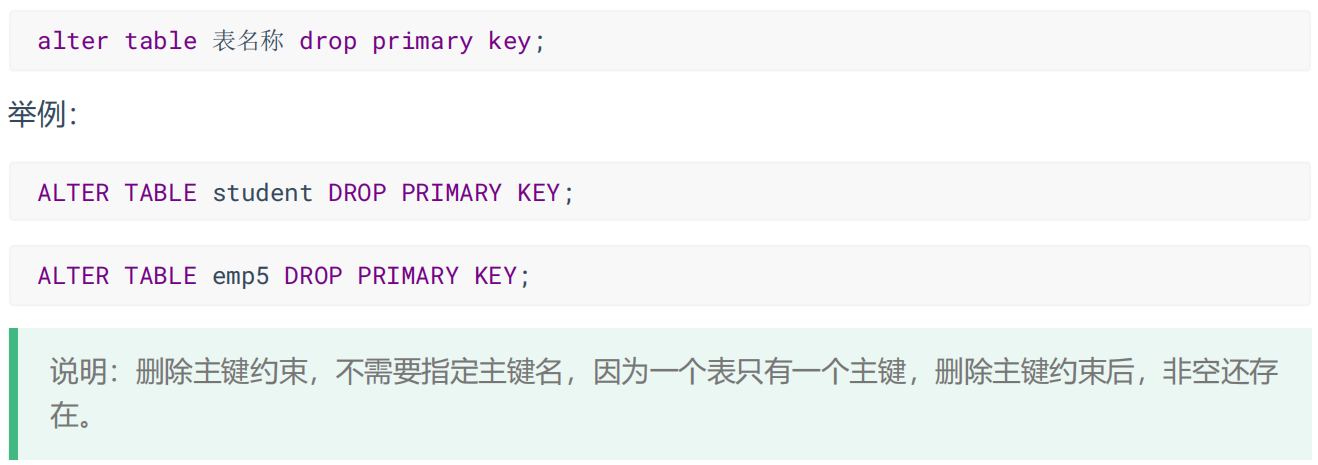 alter table 表名称 drop primary key;
举例：
ALTER TABLE student DROP PRIMARY KEY;
ALTER TABLE emp5 DROP PRIMARY KEY;
说明：删除主键约束，不需要指定主键名，因为一个表只有一个主键，删除主键约束后，非空还存
在。